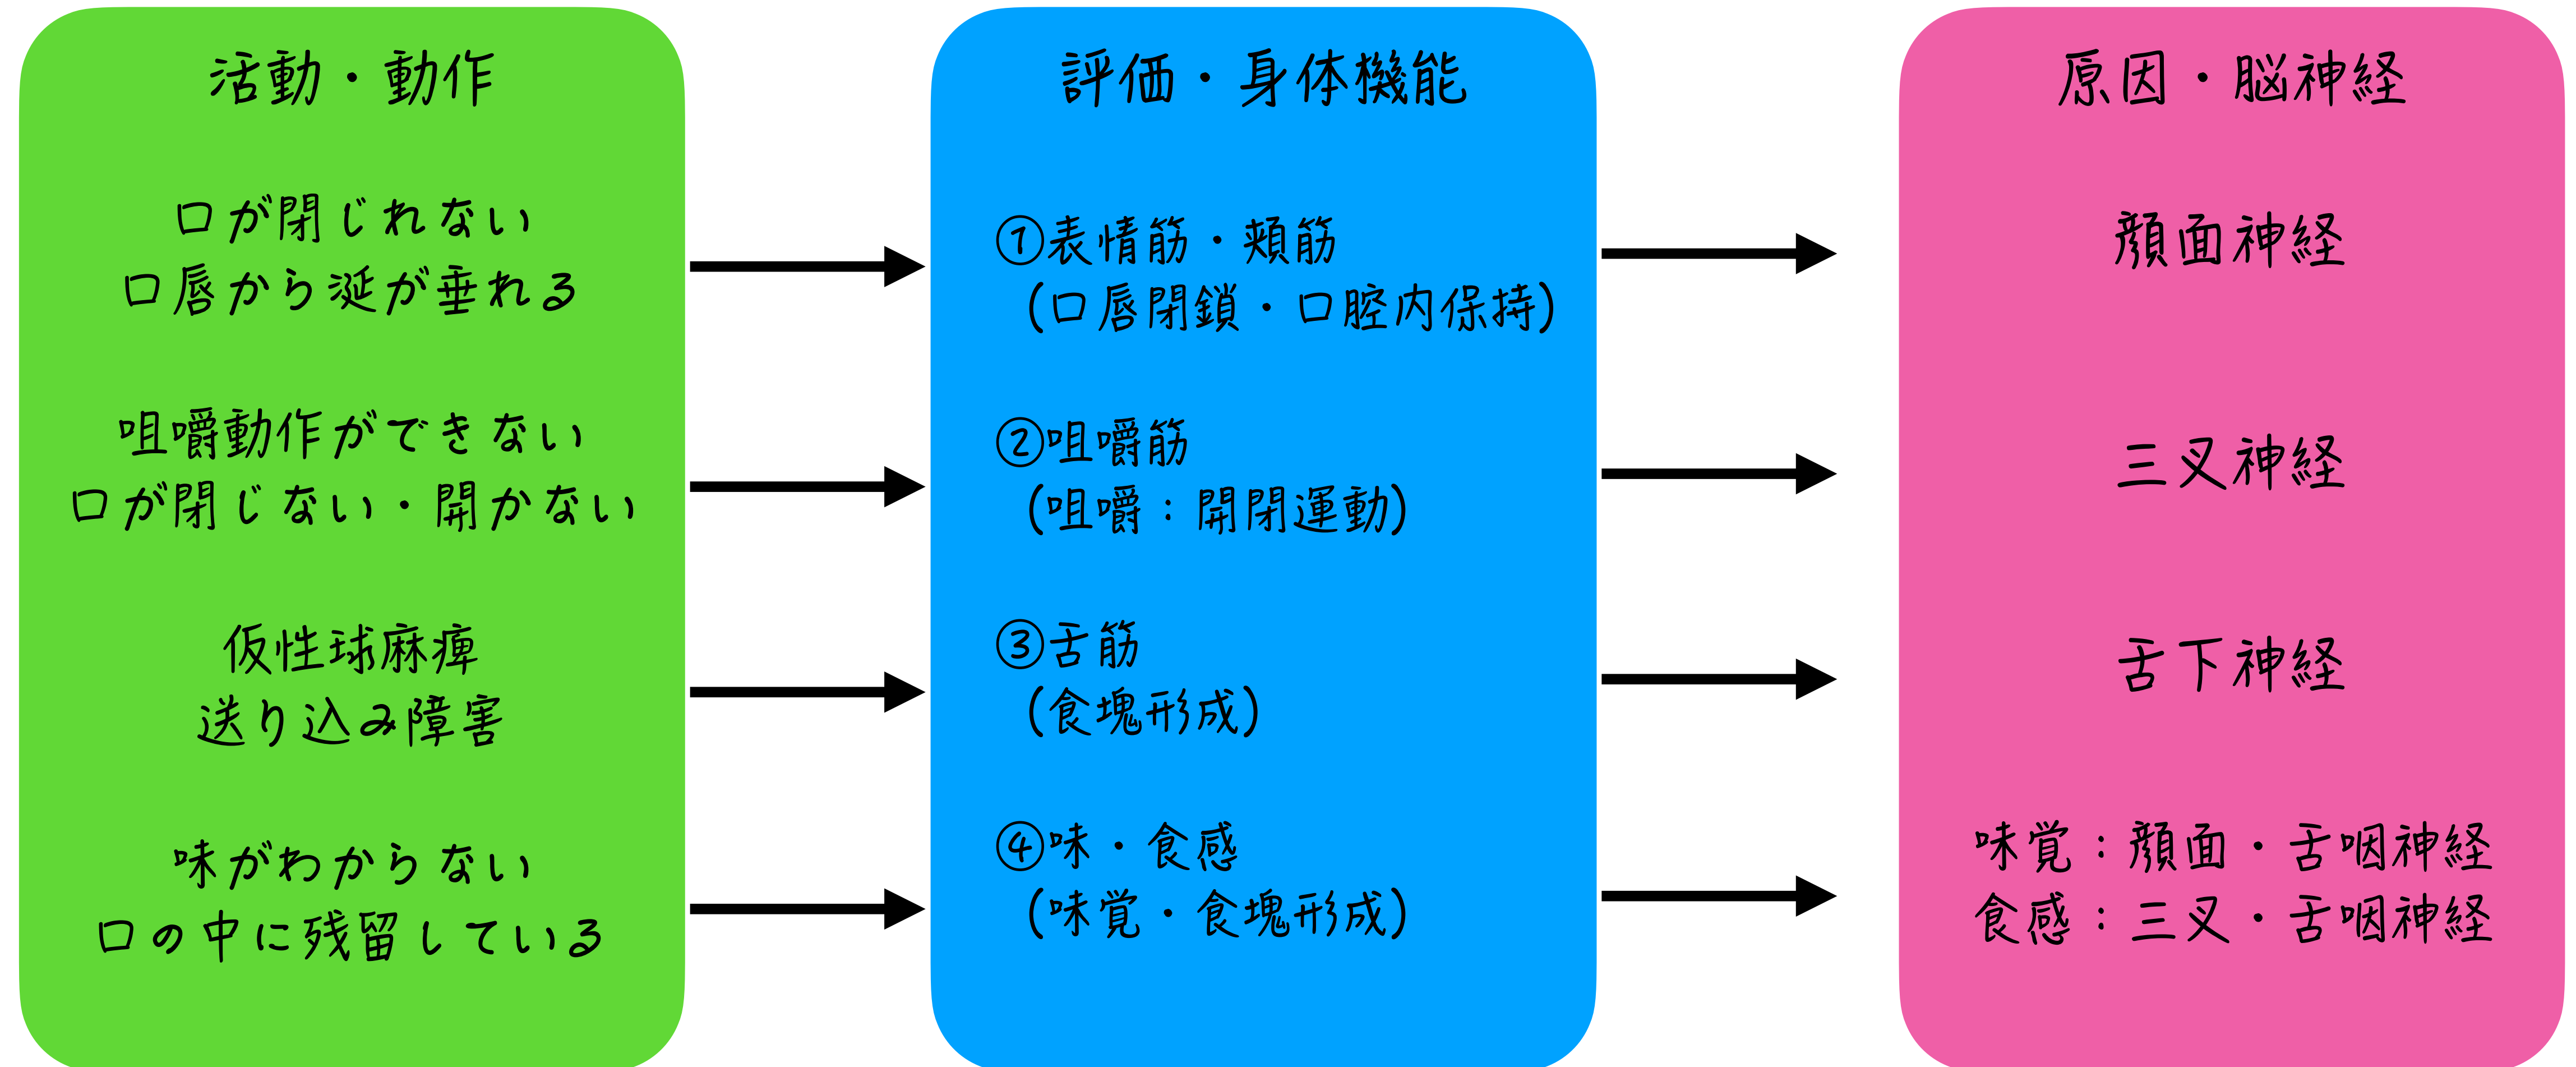 活動・動作
口が閉じれない
口唇から涎が垂れる
咀嚼動作ができない
口が閉じない・開かない
仮性球麻痺
送り込み障害
味がわからない
口の中に残留している
評価・身体機能
①表情筋・頬筋
(口唇閉鎖・口腔内保持)
②咀嚼筋
(咀嚼：開閉運動)
③舌筋
(食塊形成)
④味・食感
(味覚・食塊形成)
原因・脳神経
顔面神経
三叉神経
舌下神経
味覚：顔面・舌咽神経
食感：三叉・舌咽神経